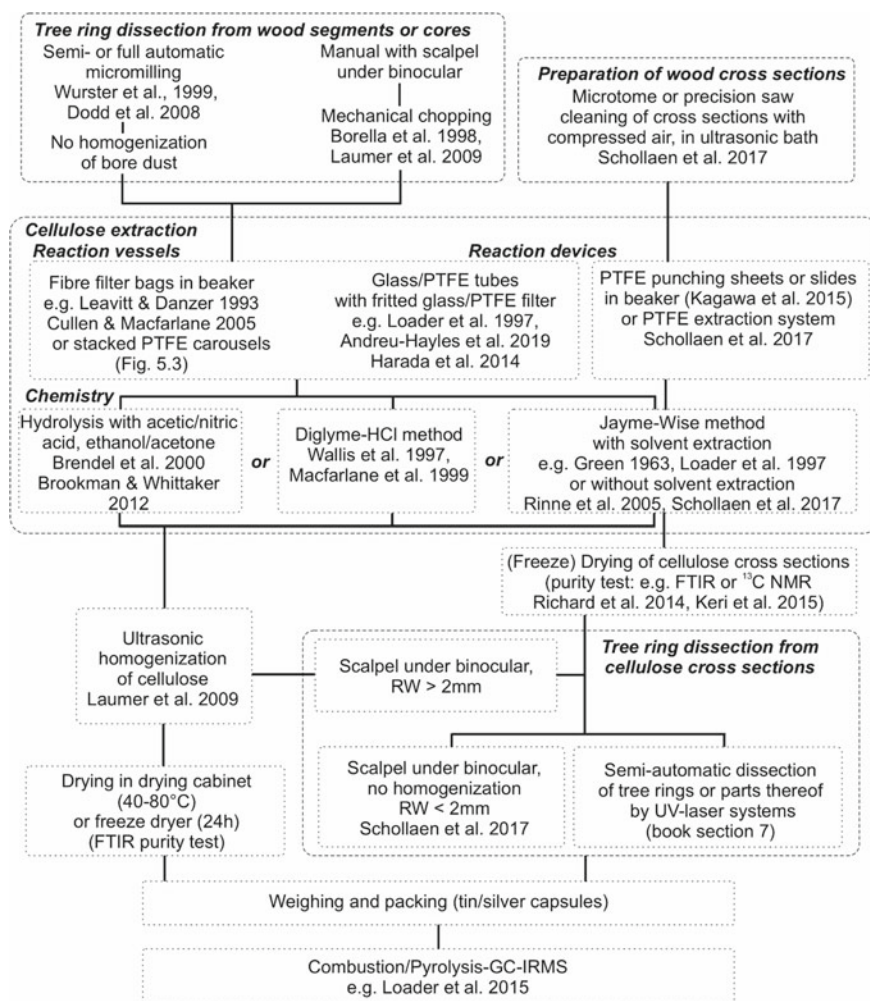 Tree ring dissection from wood segments or cores
Semi- or full automatic
micromilling
Wurster et al., 1999,
Dodd et al. 2008
No homogenization
of bore dust
Manual with scalpel
under binocular
Mechanical chopping
Borella et al. 1998,
Laumer et al. 2009
Preparation of wood cross sections
Microtome or precision saw
cleaning of cross sections with
compressed air, in ultrasonic bath
Schollaen et al. 2017
Cellulose extraction
Reaction vessels
Reaction devices
Fibre filter bags in beaker
e.g. Leavitt & Danzer 1993
Cullen & Macfarlane 2005
or stacked PTFE carousels
(Fig. 5.3)
Glass/PTFE tubes
with fritted glass/PTFE filter
e.g. Loader et al. 1997,
Andreu-Hayles et al. 2019
Harada et al. 2014
PTFE punching sheets or slides
in beaker (Kagawa et al. 2015)
or PTFE extraction system
Schollaen et al. 2017
Chemistry
Hydrolysis with acetic/nitric
acid, ethanol/acetone
Brendel et al. 2000
Brookman & Whittaker
2012
or
Diglyme-HCl method
Wallis et al. 1997,
Macfarlane et al. 1999
or
Jayme-Wise method
with solvent extraction
e.g. Green 1963, Loader et al. 1997
or without solvent extraction
Rinne et al. 2005, Schollaen et al. 2017
(Freeze) Drying of cellulose cross sections
(purity test: e.g. FTIR or ¹³C NMR
Richard et al. 2014, Keri et al. 2015)
Ultrasonic
homogenization
of cellulose
Laumer et al. 2009
Scalpel under binocular,
RW > 2mm
Tree ring dissection from
cellulose cross sections
Scalpel under binocular,
no homogenization
RW < 2mm
Schollaen et al. 2017
Semi-automatic dissection
of tree rings or parts thereof
by UV-laser systems
(book section 7)
Drying in drying cabinet
(40-80°C)
or freeze dryer (24h)
(FTIR purity test)
Weighing and packing (tin/silver capsules)
Combustion/Pyrolysis-GC-IRMS
e.g. Loader et al. 2015